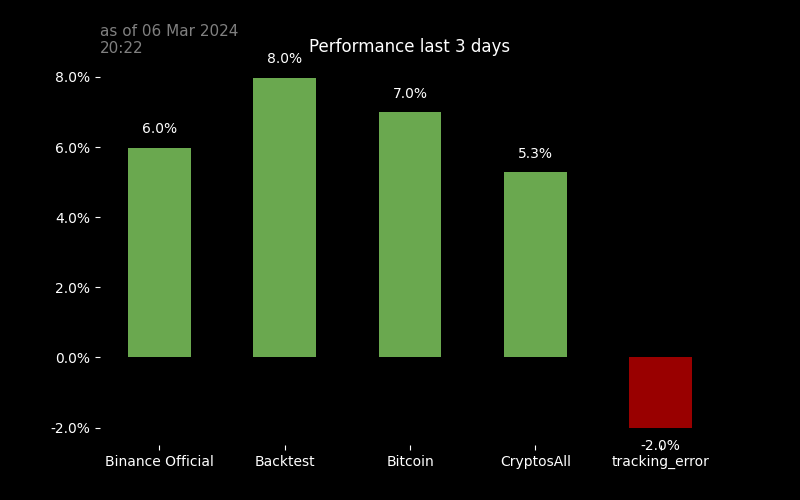 as of 06 Mar 2024
20:22
Performance last 3 days
8.0%
8.0%
7.0%
6.0%
5.3%
6.0%
4.0%
2.0%
0.0%
-2.0%
-2.0%
Binance Official
Backtest
Bitcoin
CryptosAll
tracking_error